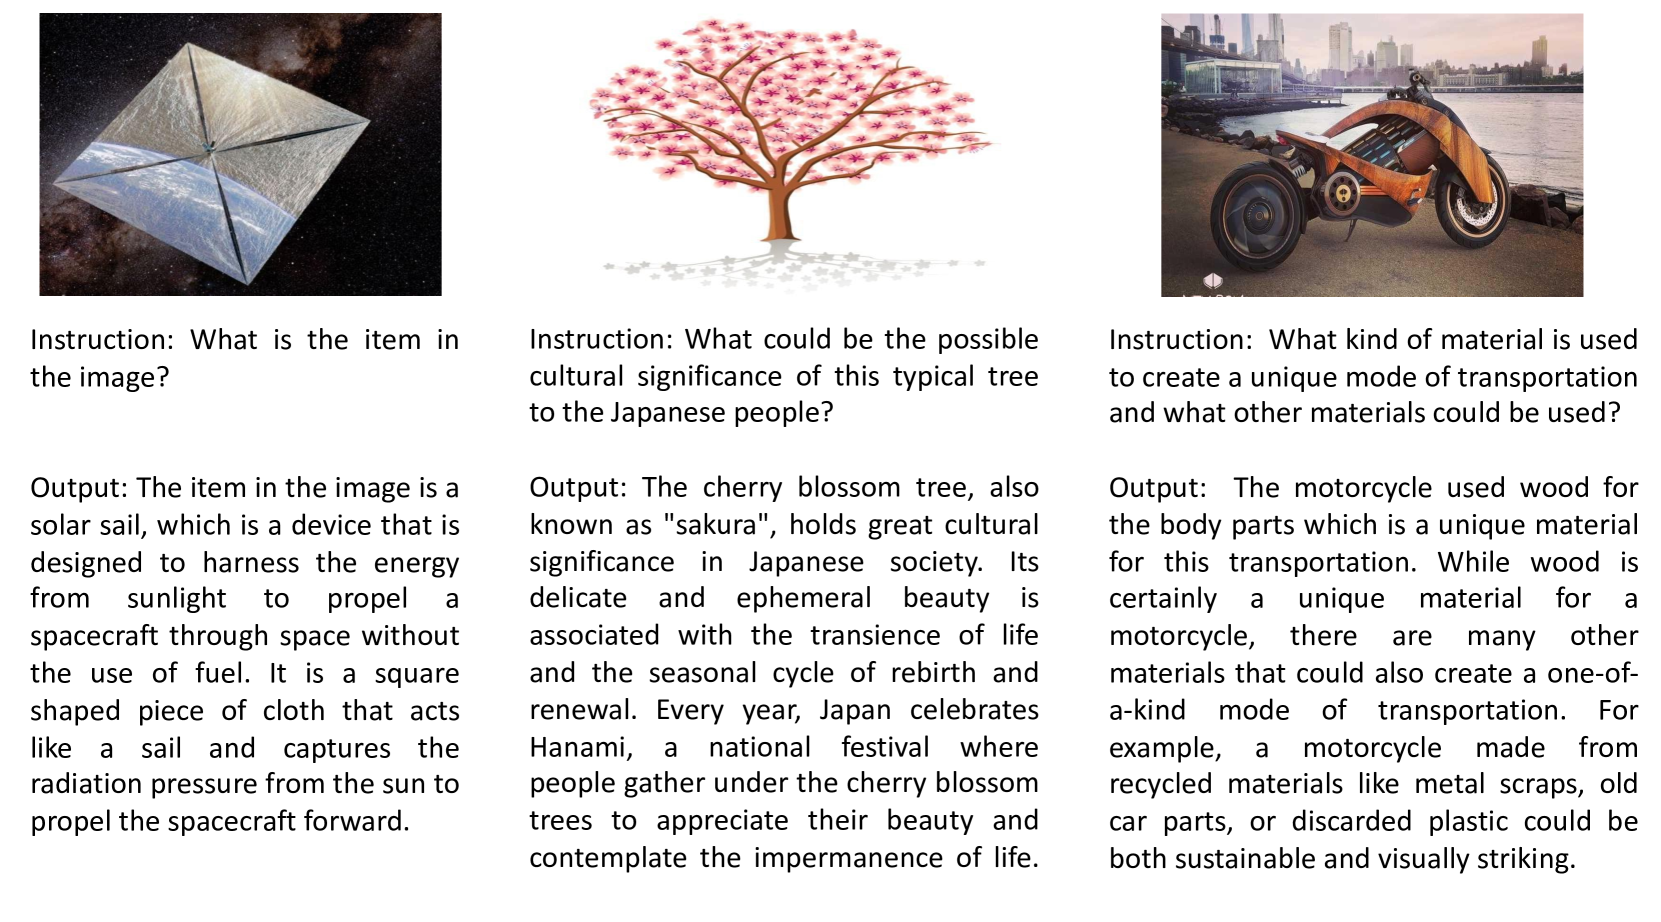 Instruction: What is the item in
the image?
Output: The item in the image is a
solar sail, which is a device that is
designed to harness the energy
from sunlight to propel a
spacecraft through space without
the use of fuel. It is a square
shaped piece of cloth that acts
like a sail and captures the
radiation pressure from the sun to
propel the spacecraft forward.
Instruction: What could be the possible
cultural significance of this typical tree
to the Japanese people?
Output: The cherry blossom tree, also
known as "sakura", holds great cultural
significance in Japanese society. Its
delicate and ephemeral beauty is
associated with the transience of life
and the seasonal cycle of rebirth and
renewal. Every year, Japan celebrates
Hanami, a national festival where
people gather under the cherry blossom
trees to appreciate their beauty and
contemplate the impermanence of life.
Instruction: What kind of material is used
to create a unique mode of transportation
and what other materials could be used?
Output: The motorcycle used wood for
the body parts which is a unique material
for this transportation. While wood is
certainly a unique material for a
motorcycle, there are many other
materials that could also create a one-of-
a-kind mode of transportation. For
example, a motorcycle made from
recycled materials like metal scraps, old
car parts, or discarded plastic could be
both sustainable and visually striking.